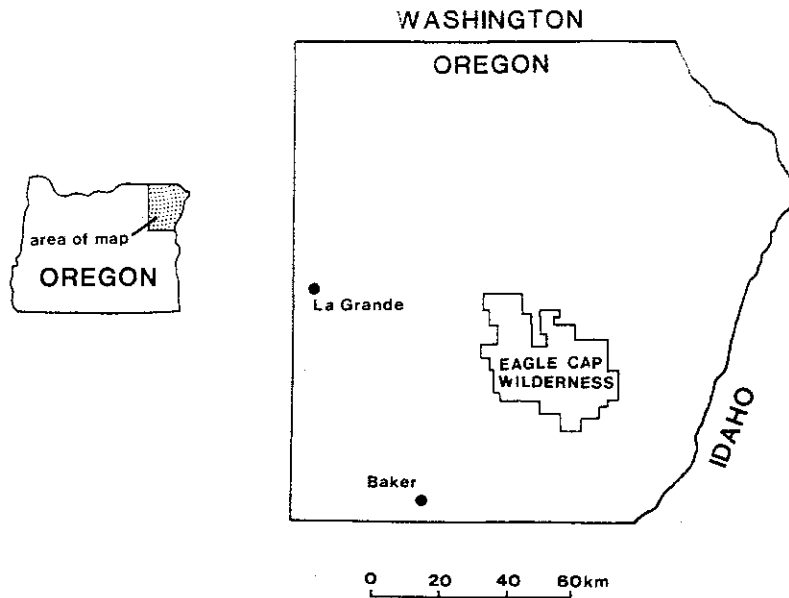 WASHINGTON
OREGON
area of map
OREGON
La Grande
EAGLE CAP
WILDERNESS
IDAHO
Baker
0 20 40 60km